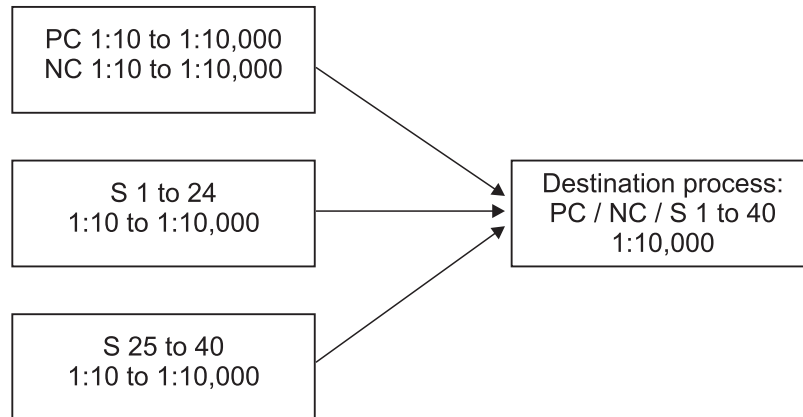 PC 1:10 to 1:10,000
NC 1:10 to 1:10,000
S 1 to 24
1:10 to 1:10,000
S 25 to 40
1:10 to 1:10,000
Destination process:
PC / NC / S 1 to 40
1:10,000